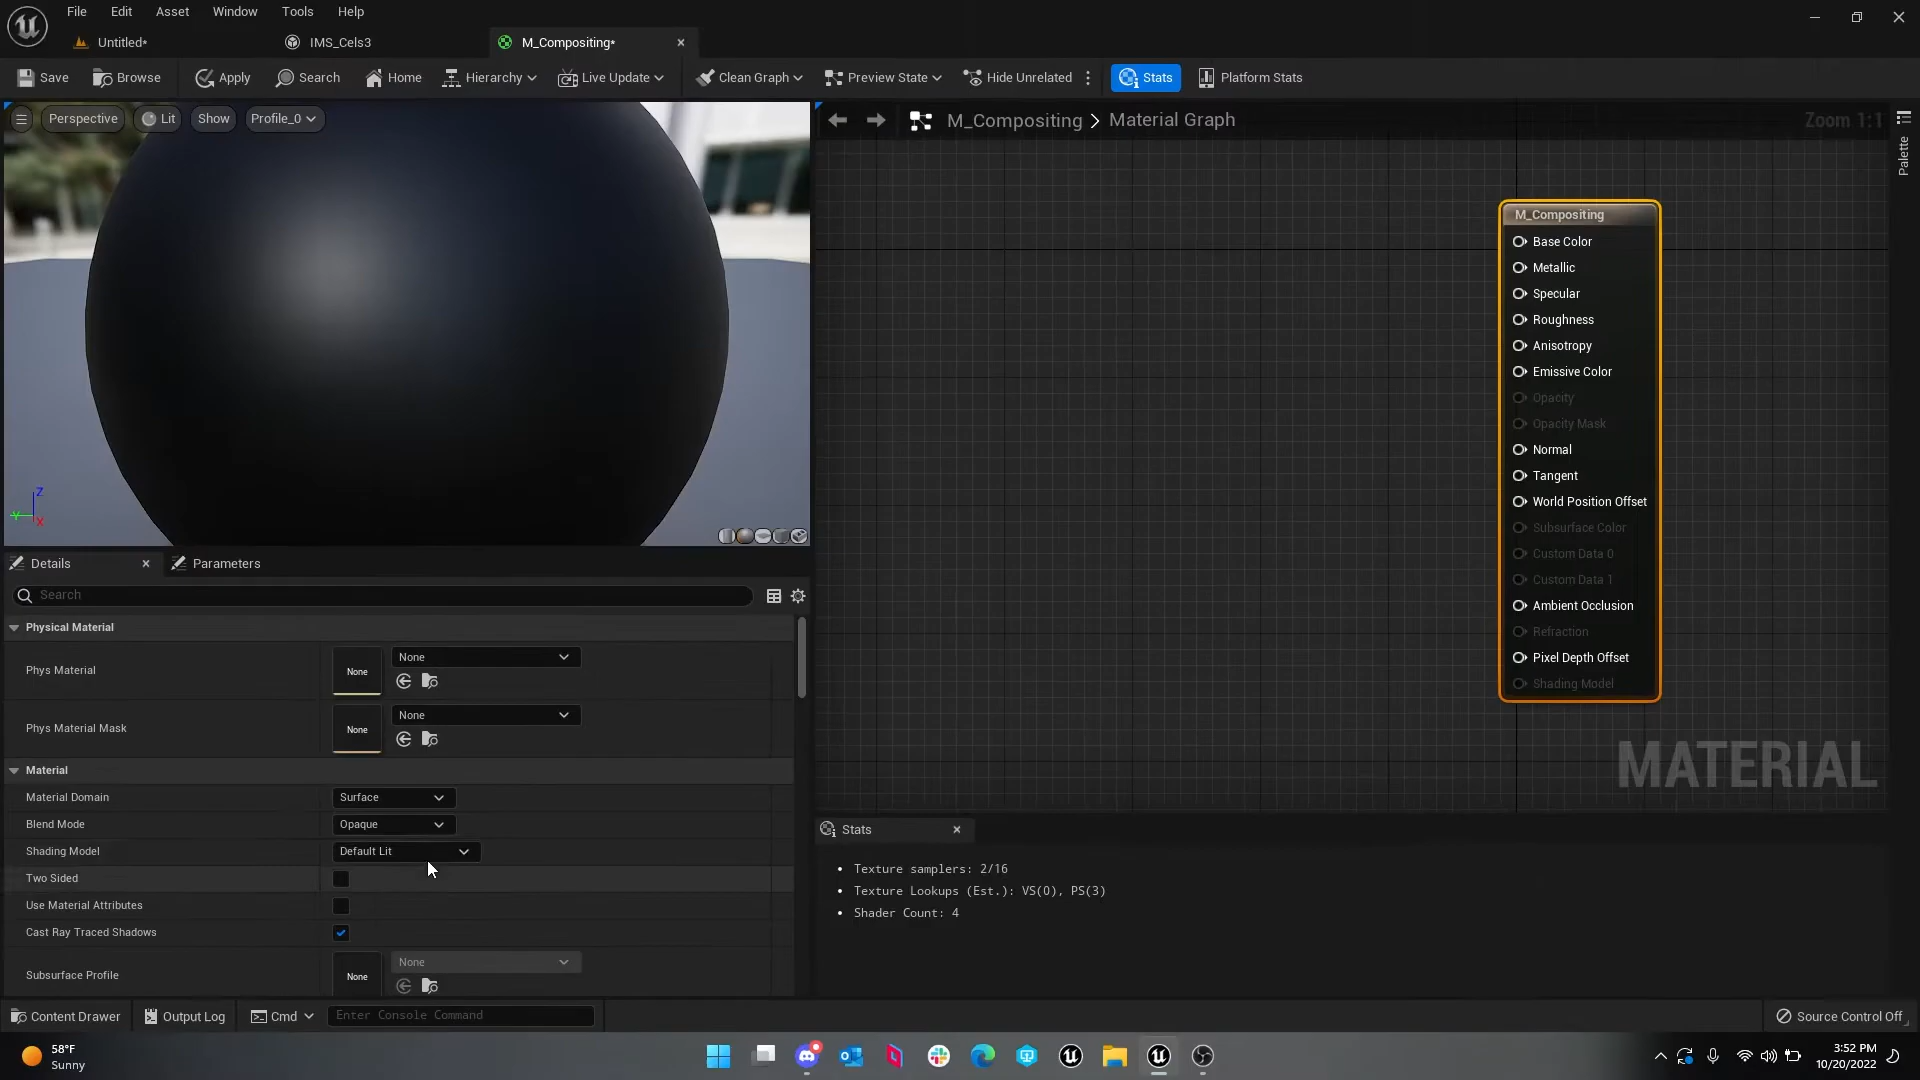 File Edit Asset Window Tools Help
Untitled* IMS_Cels3 M_Compositing*
Save Browse Apply Search Home Hierarchy Live Update Clean Graph Preview State Hide Unrelated Stats Platform Stats
Perspective Lit Show Profile_0
M_Compositing > Material Graph Zoom 1:1
Palette
M_Compositing
Base Color
Metallic
Specular
Roughness
Anisotropy
Emissive Color
Opacity
Opacity Mask
Normal
Tangent
World Position Offset
Subsurface Color
Custom Data 0
Custom Data 1
Ambient Occlusion
Refraction
Pixel Depth Offset
Shading Model
MATERIAL
Z
Y
X
Details Parameters
Search
Physical Material
Phys Material None None
Phys Material Mask None None
Material
Material Domain Surface
Blend Mode Opaque
Shading Model Default Lit
Two Sided
Use Material Attributes
Cast Ray Traced Shadows
Subsurface Profile None None
Stats
• Texture samplers: 2/16
• Texture Lookups (Est.): VS(0), PS(3)
• Shader Count: 4
Content Drawer Output Log Cmd Enter Console Command Source Control Off
58°F
Sunny
3:52 PM
10/20/2022